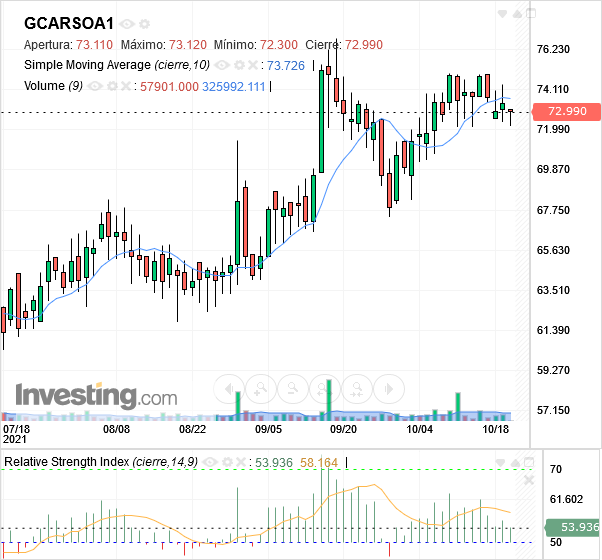 GCARSOA1
Apertura: 73.110 Máximo: 73.120 Mínimo: 72.300 Cierre: 72.990
Simple Moving Average (cierre,10) : 73.726
Volume (9) : 57901.000 325992.111
76.230
74.110
72.990
71.990
69.870
67.750
65.630
63.510
61.390
59.270
57.150
Investing.com
07/18 08/08 08/22 09/05 09/20 10/04 10/18
2021
Relative Strength Index (cierre,14,9) : 53.936 58.164
70
61.602
53.936
50